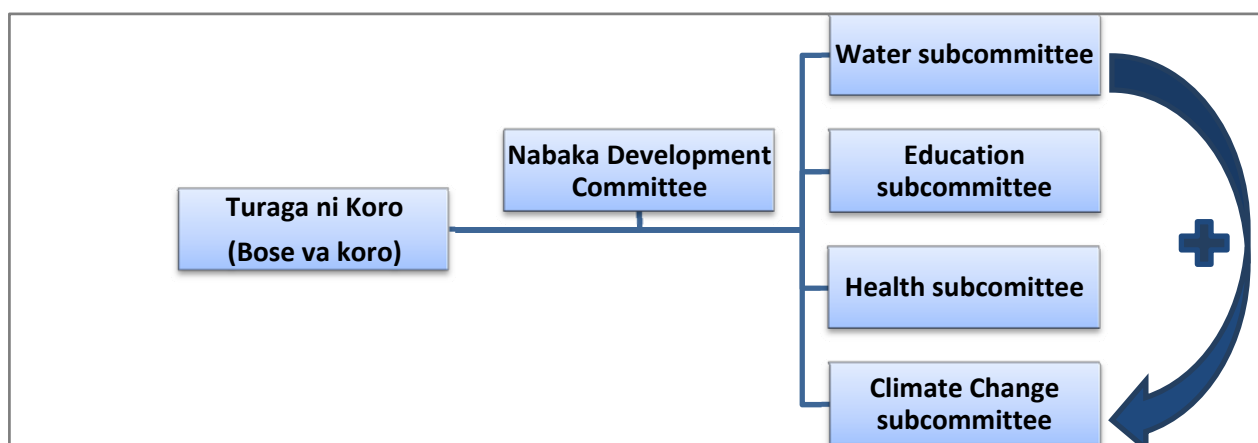 Water subcommittee
Nabaka Development
Committee
Education
subcommittee
Turaga ni Koro
(Bose va koro)
Health subcomittee
Climate Change
subcommittee